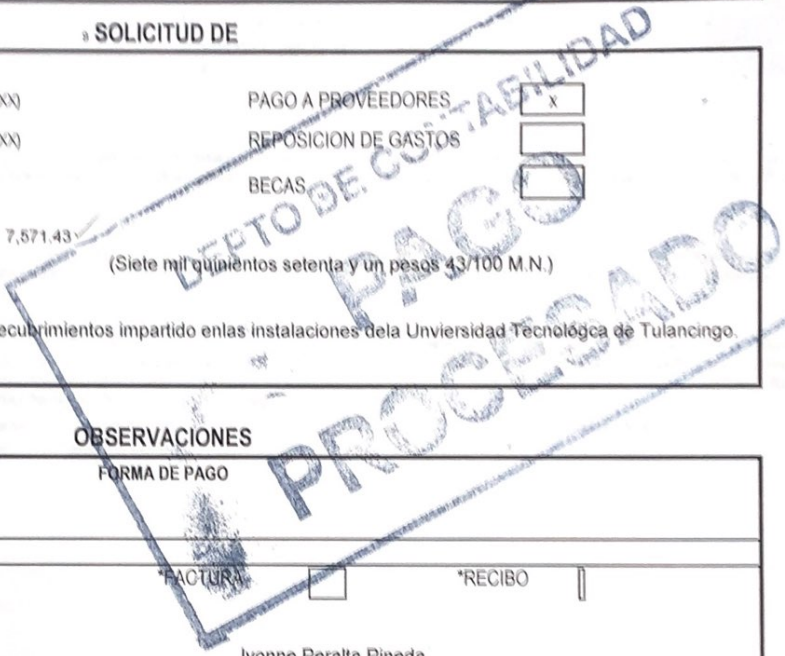 SOLICITUD DE
XX) PAGO A PROVEEDORES x
XX) REPOSICION DE GASTOS
BECAS
7,571.43
(Siete mil quinientos setenta y un pesos 43/100 M.N.)
ecubrimientos impartido enlas instalaciones dela Unviersidad Tecnológca de Tulancingo.
DEPTO DE CONTABILIDAD
PAGO
PROCESADO
OBSERVACIONES
FORMA DE PAGO
*FACTURA *RECIBO
Ivonne Peralta Pineda